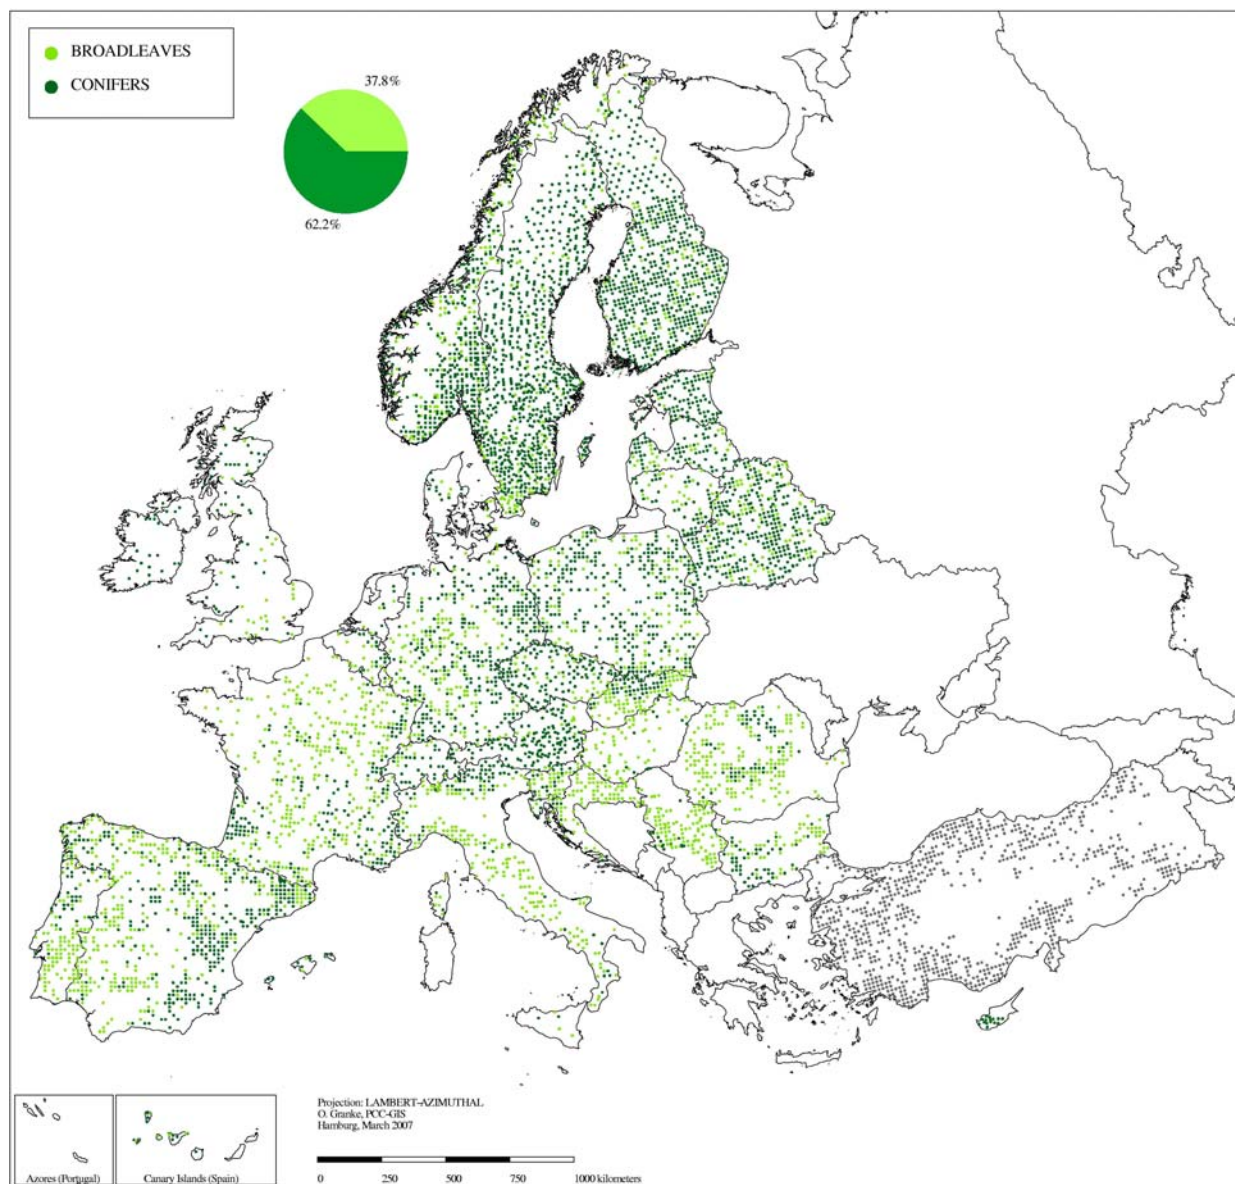 BROADLEAVES
CONIFERS
37.8%
62.2%
Projection: LAMBERT-AZIMUTHAL
O. Granke, PCC-GIS
Hamburg, March 2007
Azores (Portugal)
Canary Islands (Spain)
0 250 500 750 1000 kilometers